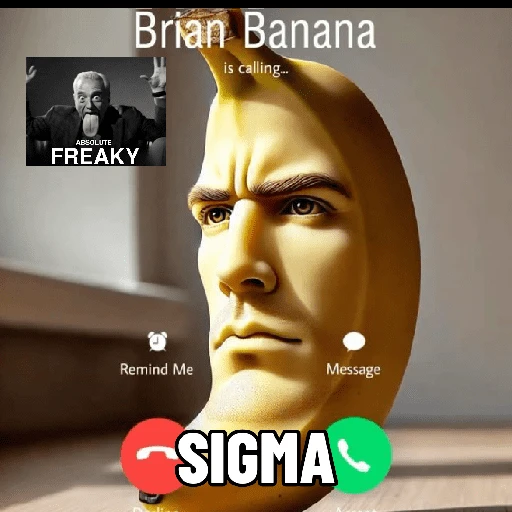 Brian Banana
is calling...
ABSOLUTE
FREAKY
Remind Me
Message
SIGMA